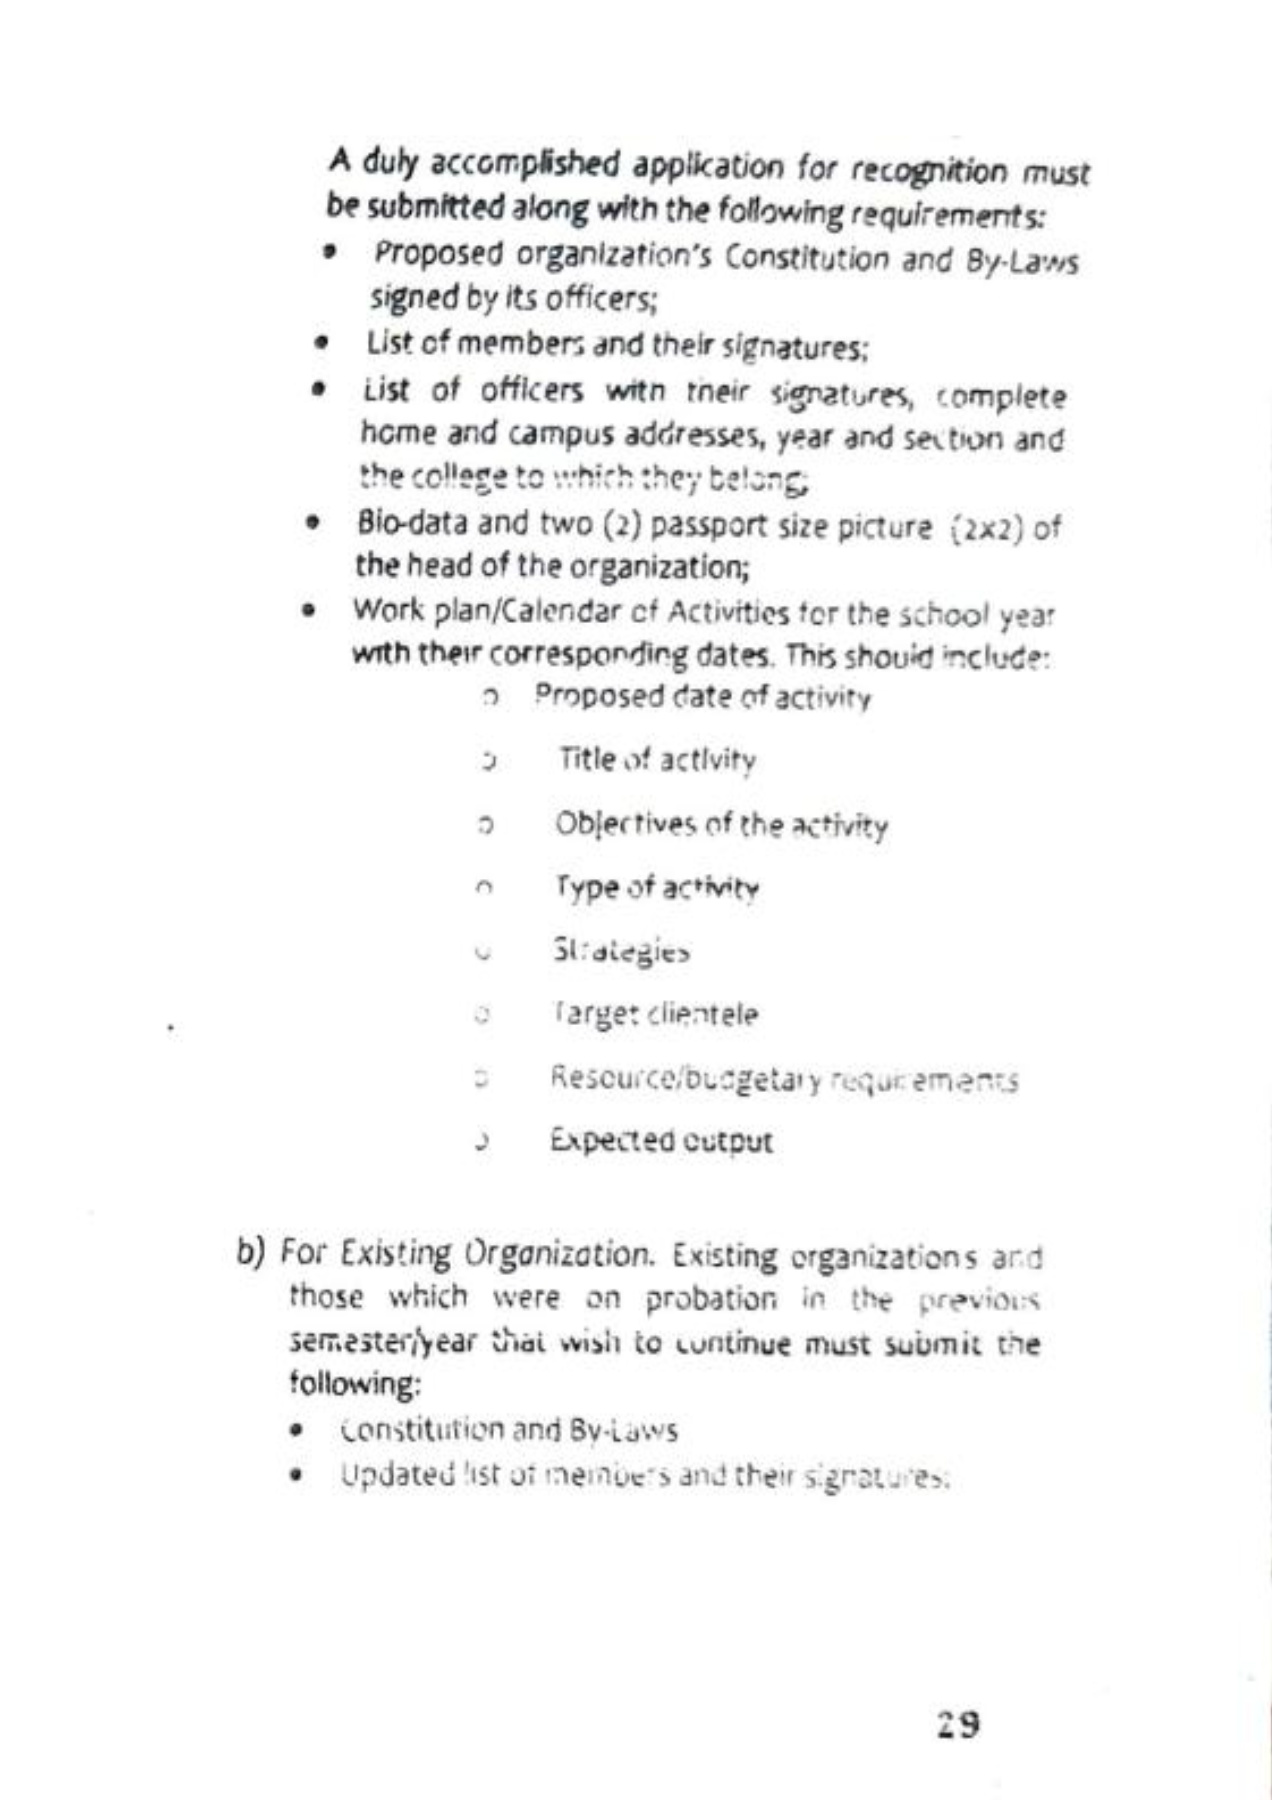 A duly accomplished application for recognition must
be submitted along with the following requirements:
• Proposed organization's Constitution and By-Laws
signed by its officers;
• List of members and their signatures;
• List of officers with their signatures, complete
home and campus addresses, year and section and
the college to which they belong;
• Bio-data and two (2) passport size picture (2x2) of
the head of the organization;
• Work plan/Calendar of Activities for the school year
with their corresponding dates. This should include:
o Proposed date of activity
o Title of activity
o Objectives of the activity
o Type of activity
o Strategies
o Target clientele
o Resource/budgetary requirements
o Expected output
b) For Existing Organization. Existing organizations and
those which were on probation in the previous
semester/year that wish to continue must submit the
following:
• Constitution and By-Laws
• Updated list of members and their signatures;
29